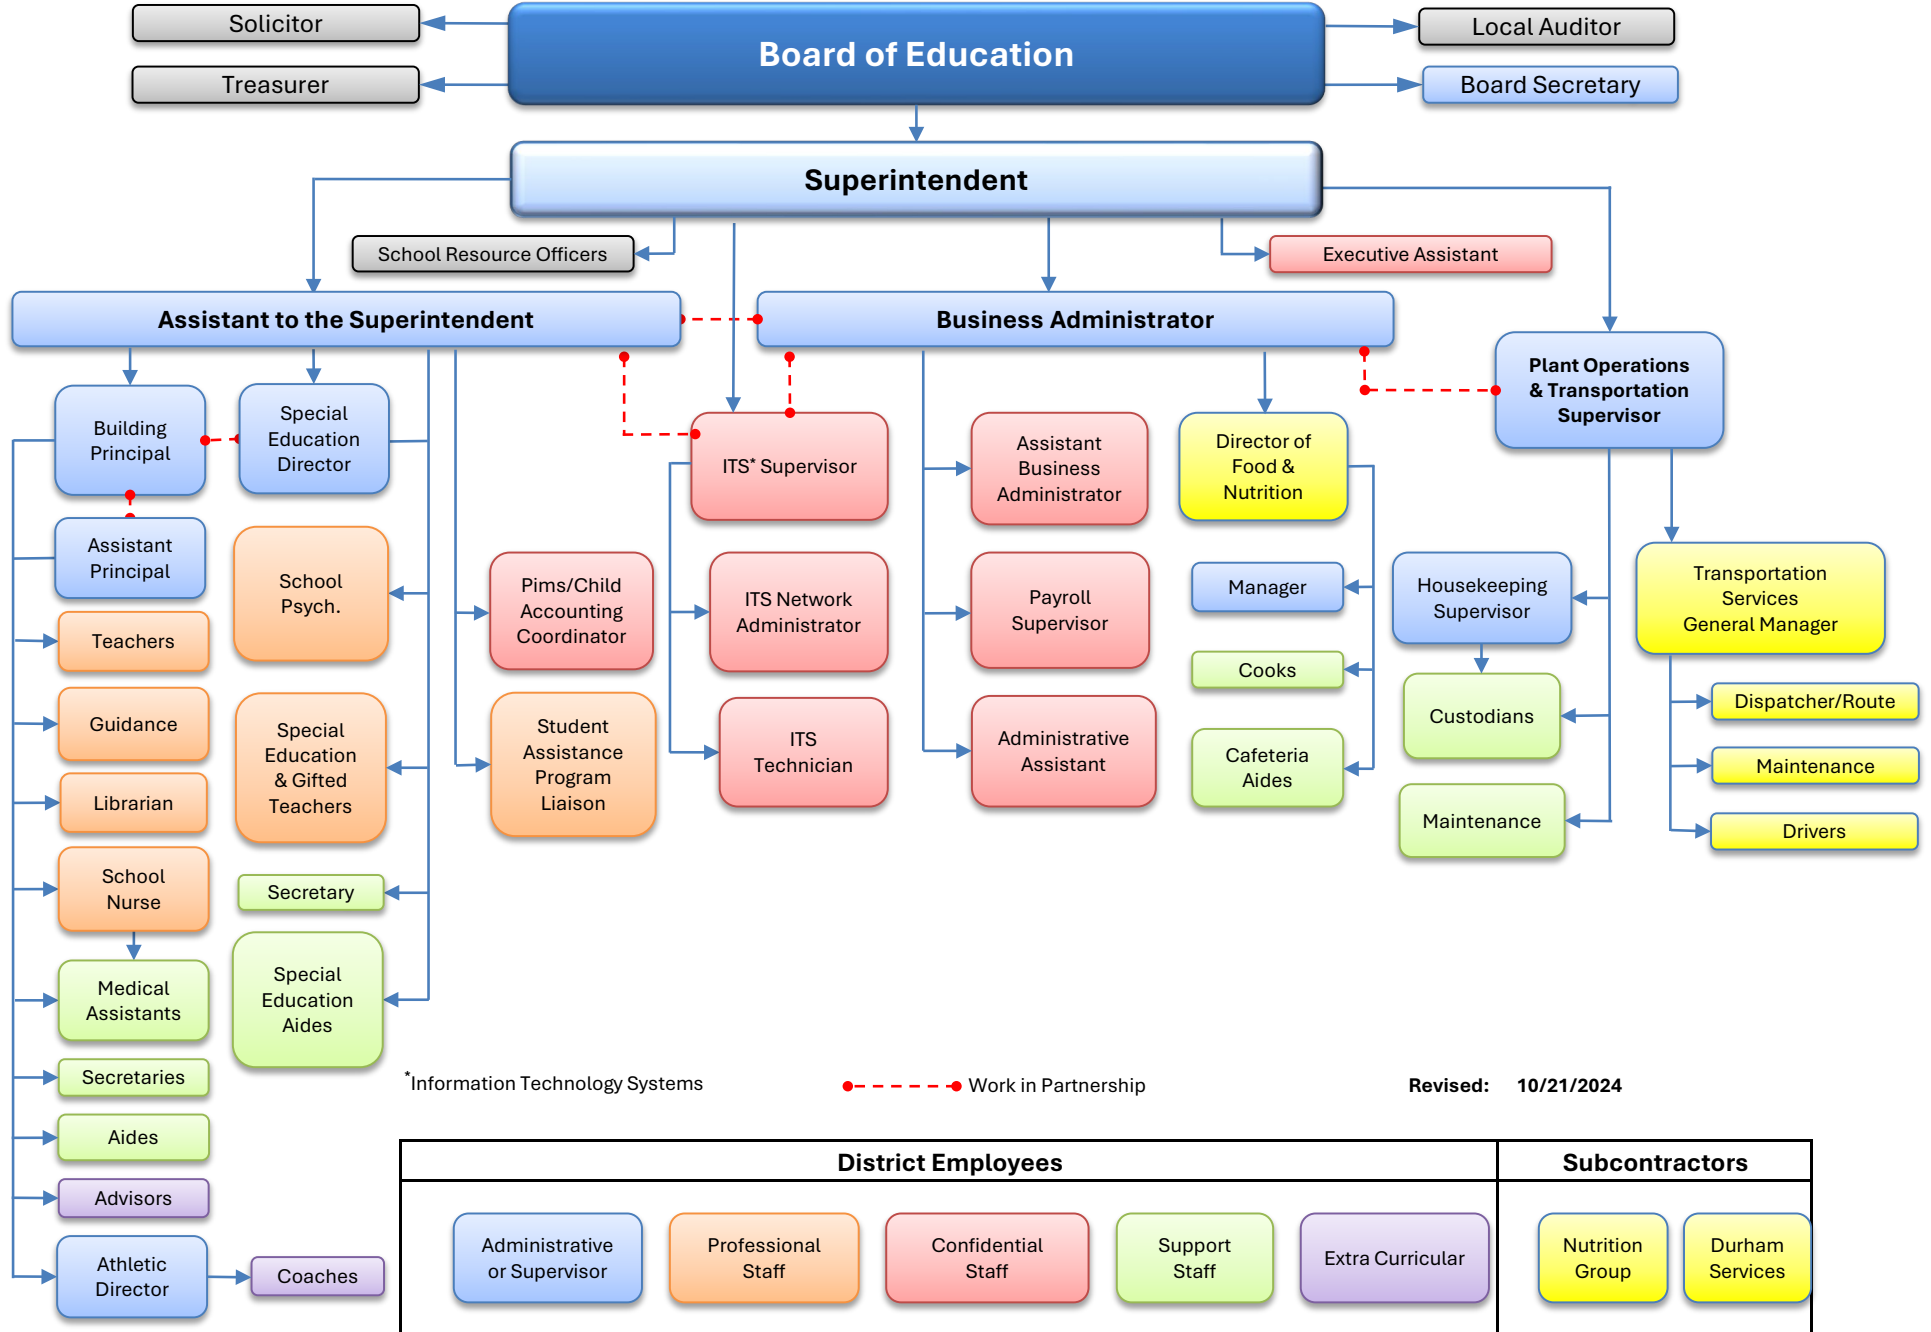 Solicitor
Board of Education
Local Auditor
Treasurer
Board Secretary
Superintendent
School Resource Officers
Executive Assistant
Assistant to the Superintendent
Business Administrator
Plant Operations
& Transportation
Supervisor
Building
Principal
Special
Education
Director
ITS* Supervisor
Assistant
Business
Administrator
Director of
Food &
Nutrition
Assistant
Principal
School
Psych.
Pims/Child
Accounting
Coordinator
ITS Network
Administrator
Payroll
Supervisor
Manager
Housekeeping
Supervisor
Transportation
Services
General Manager
Teachers
Cooks
Guidance
Special
Education
& Gifted
Teachers
Student
Assistance
Program
Liaison
ITS
Technician
Administrative
Assistant
Cafeteria
Aides
Custodians
Dispatcher/Route
Maintenance
Librarian
Maintenance
Drivers
School
Nurse
Secretary
Medical
Assistants
Special
Education
Aides
Secretaries
*Information Technology Systems
Work in Partnership
Revised: 10/21/2024
Aides
Advisors
Athletic
Director
Coaches
District Employees
Subcontractors
Administrative
or Supervisor
Professional
Staff
Confidential
Staff
Support
Staff
Extra Curricular
Nutrition
Group
Durham
Services